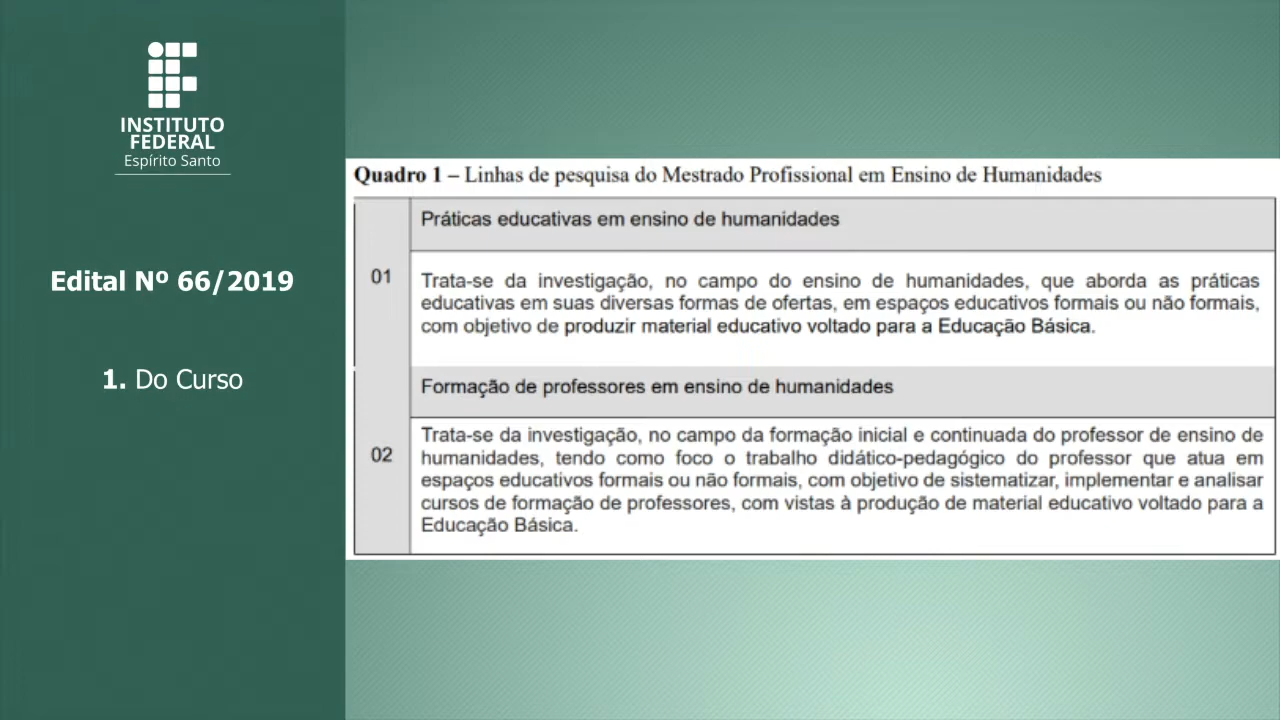 INSTITUTO
FEDERAL
Espírito Santo
Edital Nº 66/2019
1. Do Curso
Quadro 1 – Linhas de pesquisa do Mestrado Profissional em Ensino de Humanidades
01
Práticas educativas em ensino de humanidades
Trata-se da investigação, no campo do ensino de humanidades, que aborda as práticas
educativas em suas diversas formas de ofertas, em espaços educativos formais ou não formais,
com objetivo de produzir material educativo voltado para a Educação Básica.
02
Formação de professores em ensino de humanidades
Trata-se da investigação, no campo da formação inicial e continuada do professor de ensino de
humanidades, tendo como foco o trabalho didático-pedagógico do professor que atua em
espaços educativos formais ou não formais, com objetivo de sistematizar, implementar e analisar
cursos de formação de professores, com vistas à produção de material educativo voltado para a
Educação Básica.